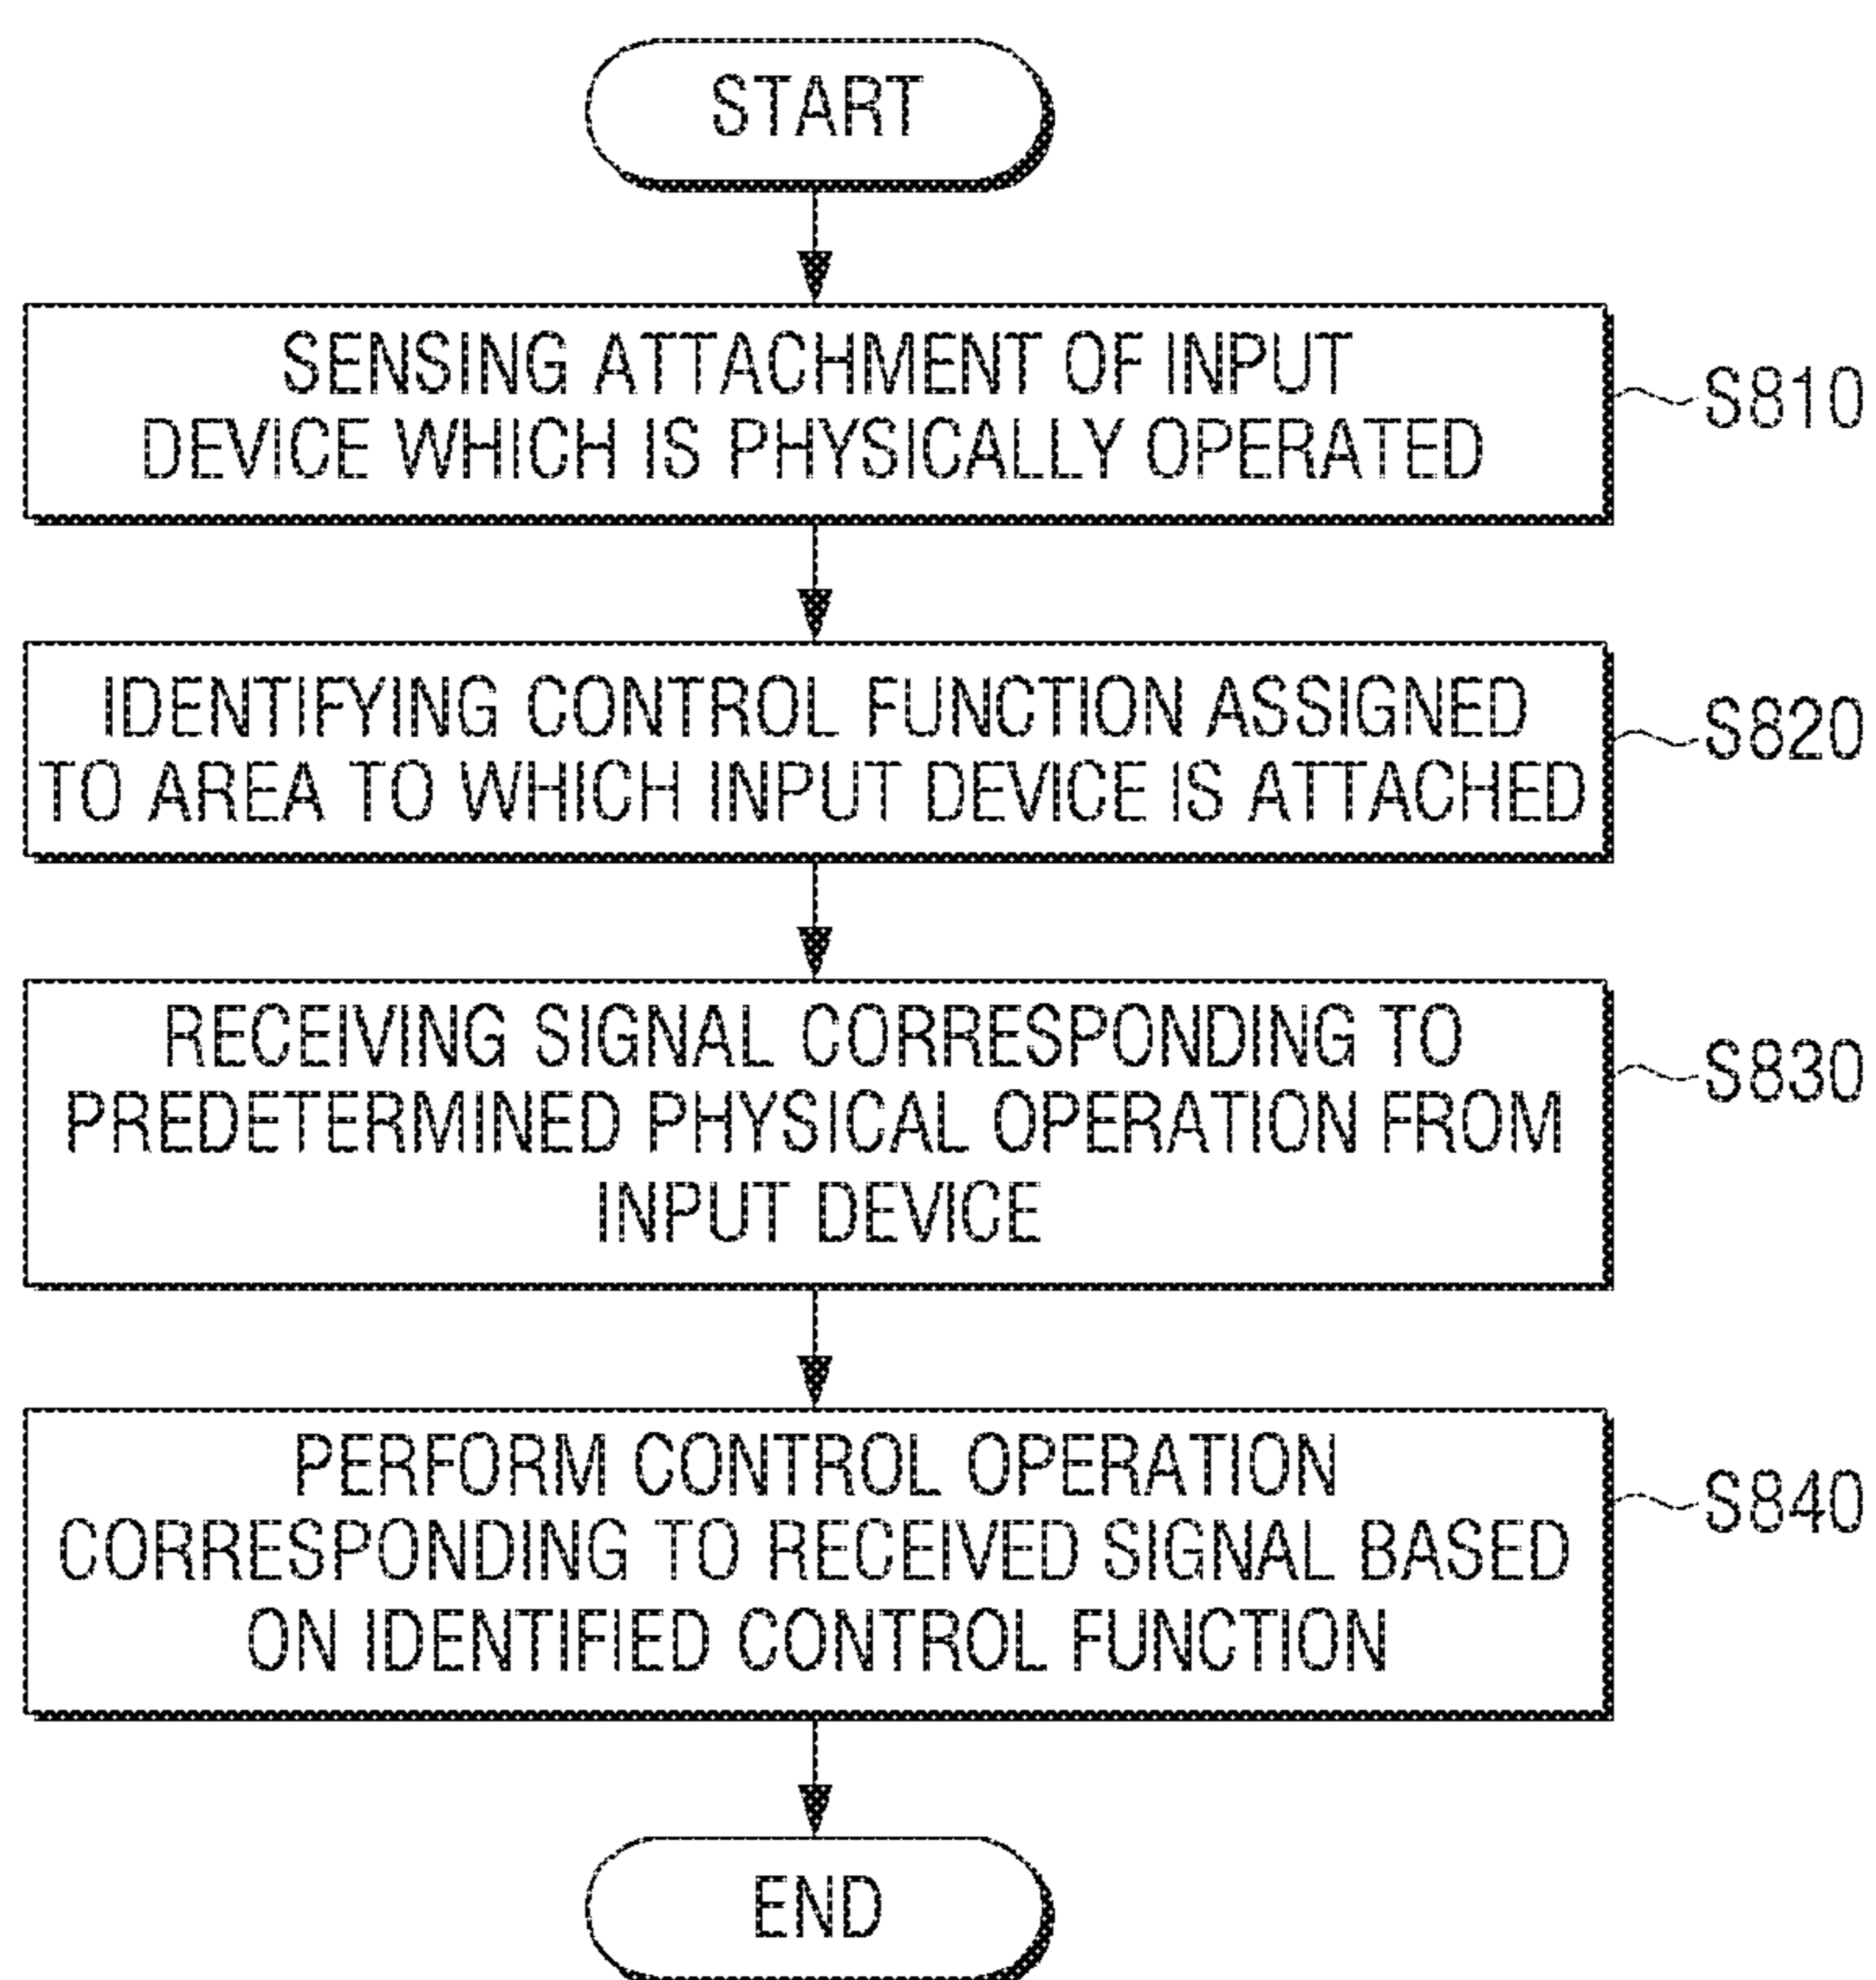 START
SENSING ATTACHMENT OF INPUT
DEVICE WHICH IS PHYSICALLY OPERATED
S810
IDENTIFYING CONTROL FUNCTION ASSIGNED
TO AREA TO WHICH INPUT DEVICE IS ATTACHED
S820
RECEIVING SIGNAL CORRESPONDING TO
PREDETERMINED PHYSICAL OPERATION FROM
INPUT DEVICE
S830
PERFORM CONTROL OPERATION
CORRESPONDING TO RECEIVED SIGNAL BASED
ON IDENTIFIED CONTROL FUNCTION
S840
END